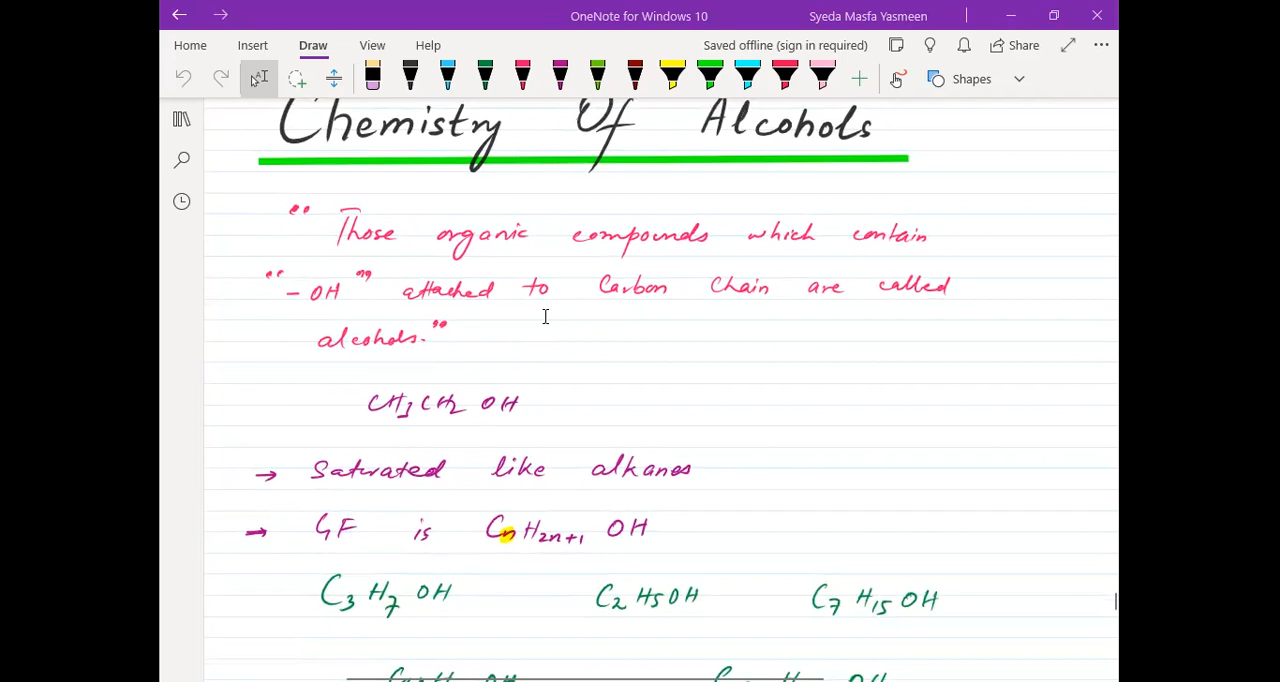 OneNote for Windows 10
Syeda Masfa Yasmeen
Home Insert Draw View Help
Saved offline (sign in required)
Share
Shapes
Chemistry Of Alcohols
"Those organic compounds which contain
"-OH" attached to Carbon Chain are called
alcohols."
CH3CH2 OH
→ Saturated like alkanes
→ GF is CnH2n+1 OH
C3H7OH C2H5OH C7H15OH